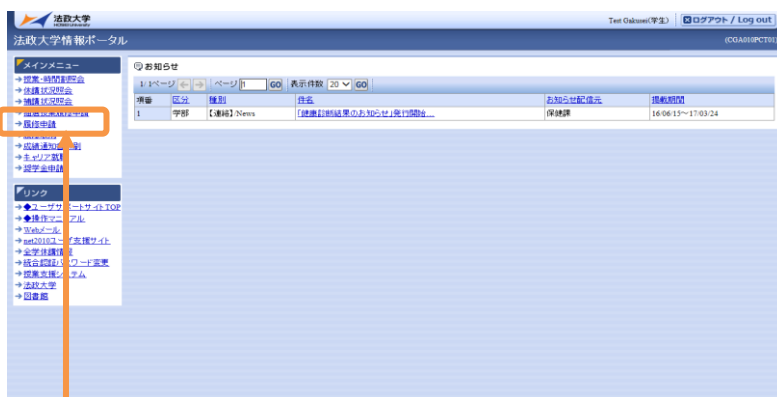 法政大学
HOSEI University
Test Gakusei(学生)
ログアウト / Log out
法政大学情報ポータル
(CGA010PCT01)
メインメニュー
授業・時間割照会
休講状況照会
補講状況照会
履修申請
キャリア就職
奨学金申請
リンク
◆ユーザサポートサイトTOP
◆操作マニュアル
Webメール
net2010ユーザ支援サイト
全学休講情報
統合認証パスワード変更
授業支援システム
法政大学
図書館
お知らせ
1/1ページ ページ 1 GO 表示件数 20 GO
項番 区分 種別 件名 お知らせ配信元 掲載期間
1 学部 【連絡】/News 「健康診断結果のお知らせ」発行開始... 保健課 16/06/15～17/03/24